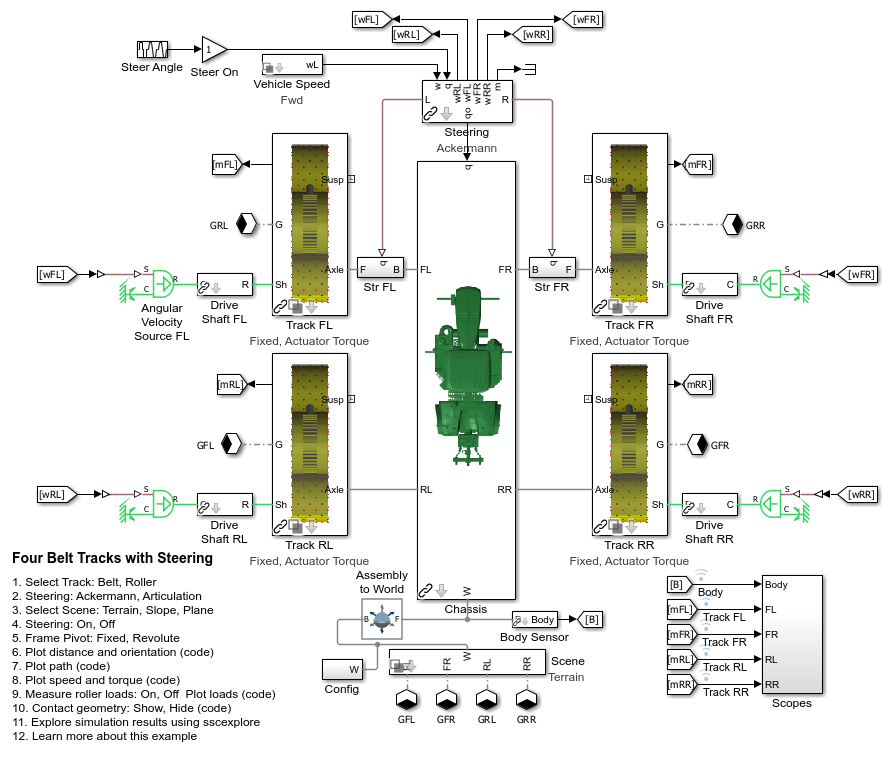 [wFL]
[wFR]
[wRL]
[wRR]
Steer Angle
1
Steer On
wL
Vehicle Speed
Fwd
w
q
wRL
wFL
wFR
wRR
m
L
qo
R
Steering
Ackermann
q
[mFL]
Susp
GRL
G
[wFL]
S
C
R
R
Sh
Axle
Angular
Velocity
Source FL
Drive
Shaft FL
Track FL
Fixed, Actuator Torque
q
F
B
Str FL
FL
FR
q
B
F
Str FR
[mFR]
Susp
G
GRR
Axle
Sh
C
R
S
C
[wFR]
Drive
Shaft FR
Track FR
Fixed, Actuator Torque
[mRL]
Susp
GFL
G
[wRL]
S
C
R
R
Sh
Axle
Drive
Shaft RL
Track RL
Fixed, Actuator Torque
RL
RR
W
Chassis
[mRR]
Susp
G
GFR
Axle
Sh
C
R
S
C
[wRR]
Drive
Shaft RR
Track RR
Fixed, Actuator Torque
Four Belt Tracks with Steering
1. Select Track: Belt, Roller
2. Steering: Ackermann, Articulation
3. Select Scene: Terrain, Slope, Plane
4. Steering: On, Off
5. Frame Pivot: Fixed, Revolute
6. Plot distance and orientation (code)
7. Plot path (code)
8. Plot speed and torque (code)
9. Measure roller loads: On, Off Plot loads (code)
10. Contact geometry: Show, Hide (code)
11. Explore simulation results using sscexplore
12. Learn more about this example
Assembly
to World
B
F
B
Body
[B]
Body Sensor
W
Config
W
FR
RL
RR
Scene
Terrain
GFL
GFR
GRL
GRR
[B]
Body
Body
[mFL]
Track FL
FL
[mFR]
Track FR
FR
[mRL]
Track RL
RL
[mRR]
Track RR
RR
Scopes